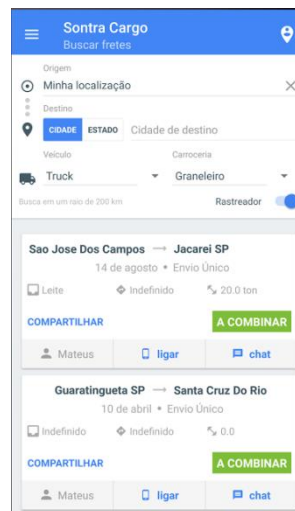 Sontra Cargo
Buscar fretes
Origem
Minha localização
Destino
CIDADE ESTADO Cidade de destino
Veículo Carroceria
Truck Graneleiro
Busca em um raio de 200 km Rastreador
Sao Jose Dos Campos → Jacarei SP
14 de agosto • Envio Único
Leite Indefinido 20.0 ton
COMPARTILHAR A COMBINAR
Mateus ligar chat
Guaratingueta SP → Santa Cruz Do Rio
10 de abril • Envio Único
Indefinido Indefinido 0.0
COMPARTILHAR A COMBINAR
Mateus ligar chat